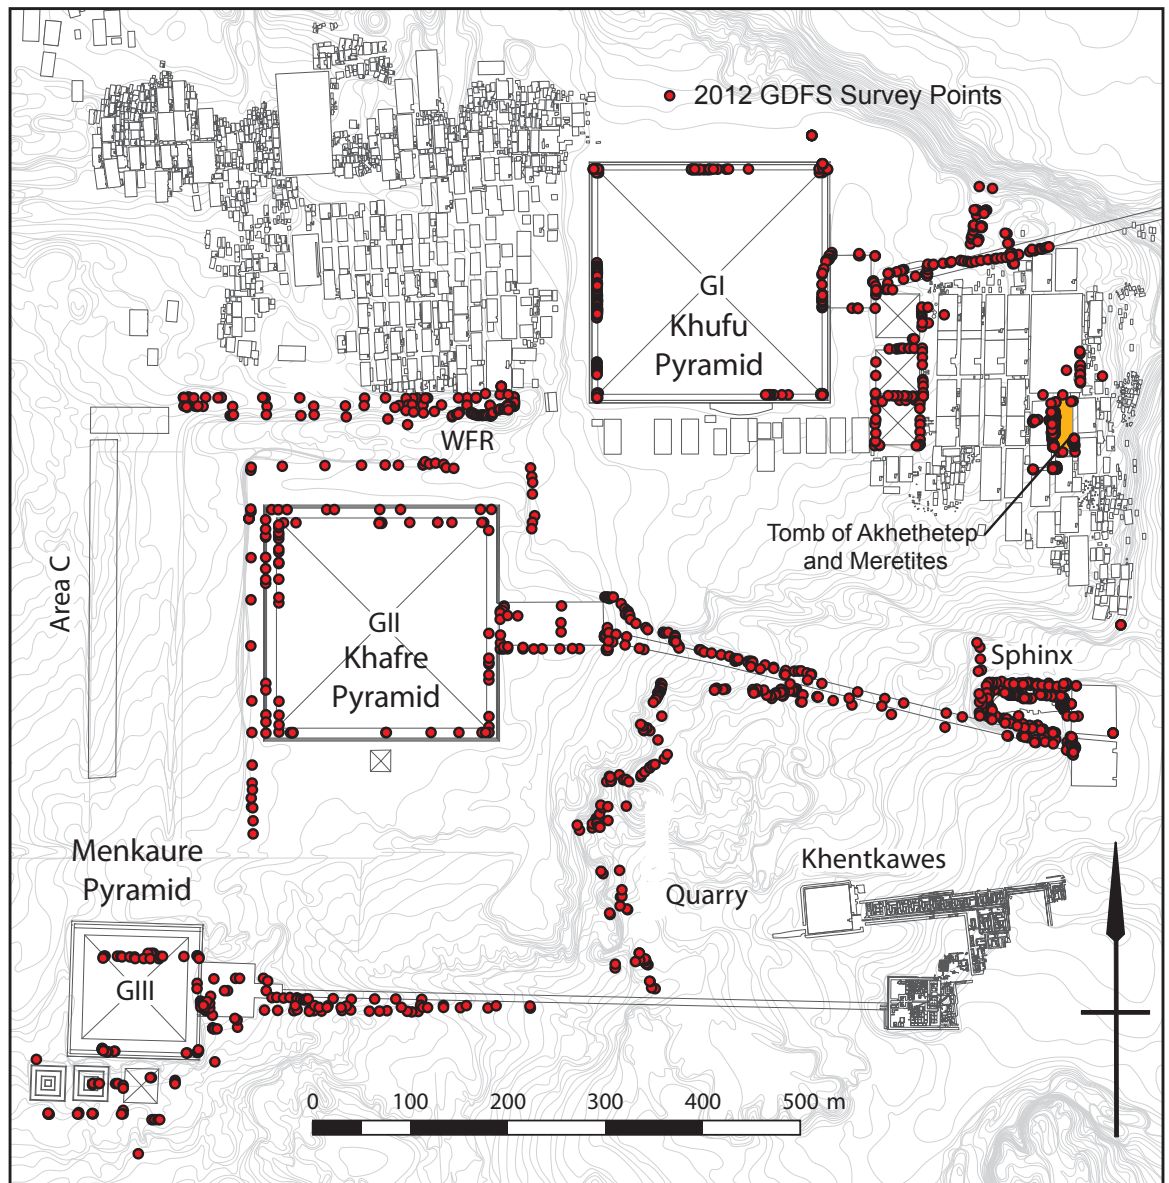 2012 GDFS Survey Points
GI
Khufu
Pyramid
WFR
Tomb of Akhethetep
and Meretites
Area C
GII
Khafre
Pyramid
Sphinx
Menkaure
Pyramid
Khentkawes
Quarry
GIII
0 100 200 300 400 500 m